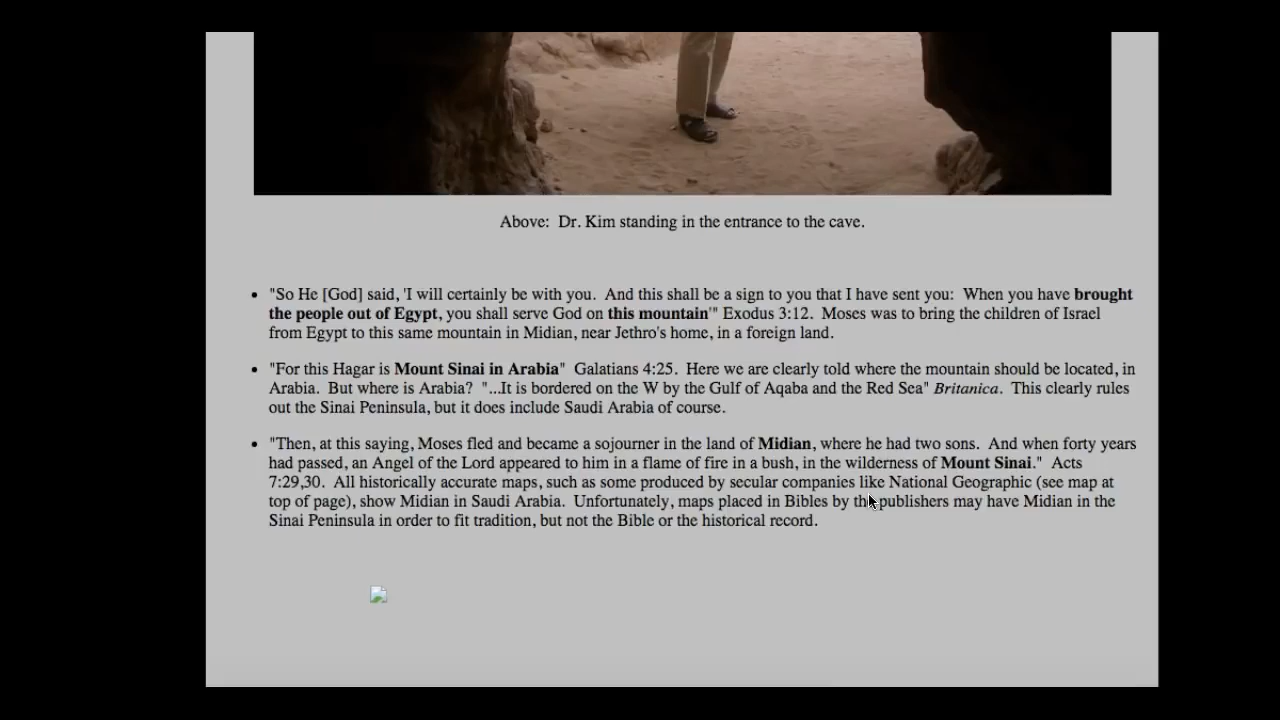 Above:  Dr. Kim standing in the entrance to the cave.
"So He [God] said, 'I will certainly be with you.  And this shall be a sign to you that I have sent you:  When you have brought
the people out of Egypt, you shall serve God on this mountain'" Exodus 3:12.  Moses was to bring the children of Israel
from Egypt to this same mountain in Midian, near Jethro's home, in a foreign land.
"For this Hagar is Mount Sinai in Arabia"  Galatians 4:25.  Here we are clearly told where the mountain should be located, in
Arabia.  But where is Arabia?  "...It is bordered on the W by the Gulf of Aqaba and the Red Sea" Britanica.  This clearly rules
out the Sinai Peninsula, but it does include Saudi Arabia of course.
"Then, at this saying, Moses fled and became a sojourner in the land of Midian, where he had two sons.  And when forty years
had passed, an Angel of the Lord appeared to him in a flame of fire in a bush, in the wilderness of Mount Sinai."  Acts
7:29,30.  All historically accurate maps, such as some produced by secular companies like National Geographic (see map at
top of page), show Midian in Saudi Arabia.  Unfortunately, maps placed in Bibles by the publishers may have Midian in the
Sinai Peninsula in order to fit tradition, but not the Bible or the historical record.